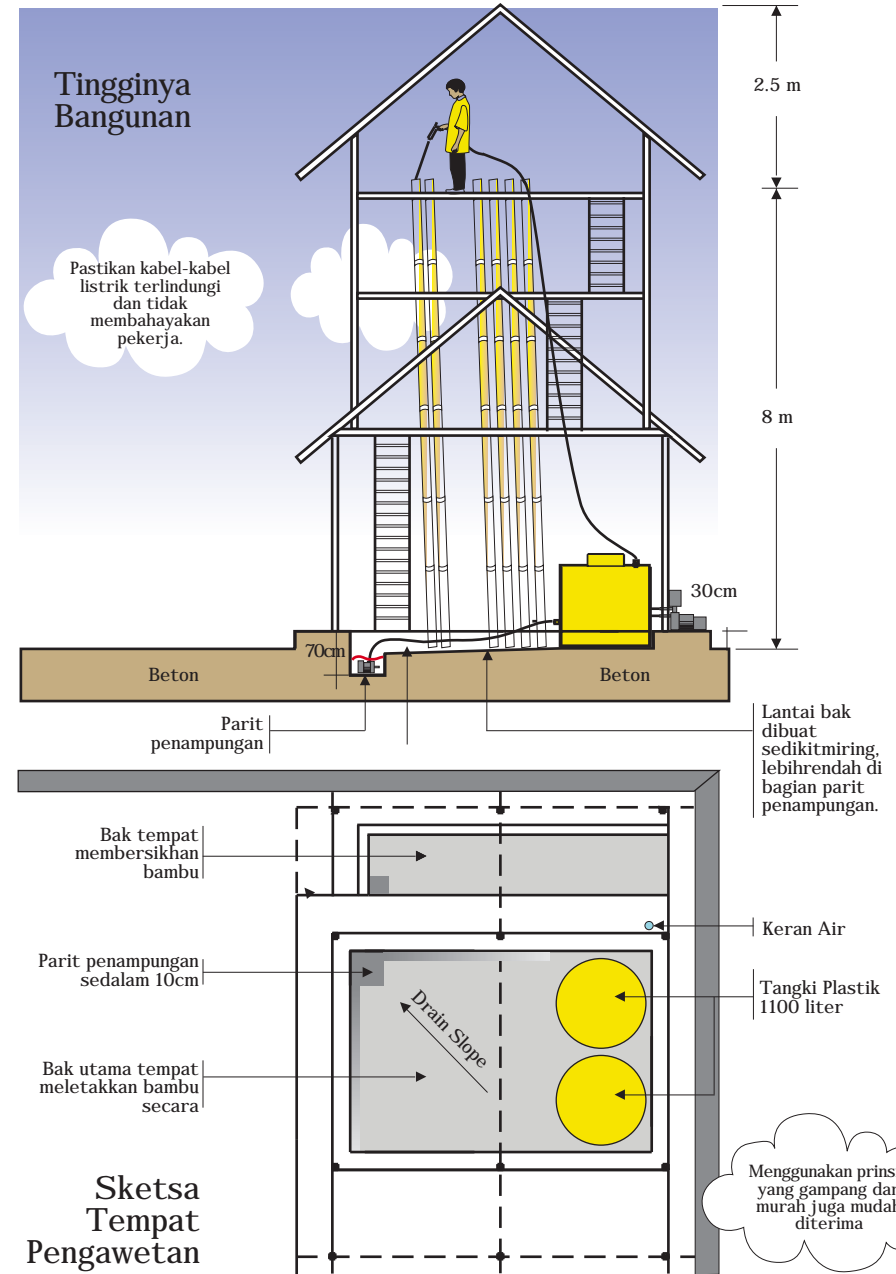 Tingginya
Bangunan
2.5 m
Pastikan kabel-kabel
listrik terlindungi
dan tidak
membahayakan
pekerja.
8 m
30cm
70cm
Beton
Beton
Parit
penampungan
Lantai bak
dibuat
sedikitmiring,
lebihrendah di
bagian parit
penampungan.
Bak tempat
membersikhan
bambu
Keran Air
Parit penampungan
sedalam 10cm
Drain Slope
Tangki Plastik
1100 liter
Bak utama tempat
meletakkan bambu
secara
Sketsa
Tempat
Pengawetan
Menggunakan prins
yang gampang da
murah juga mudah
diterima